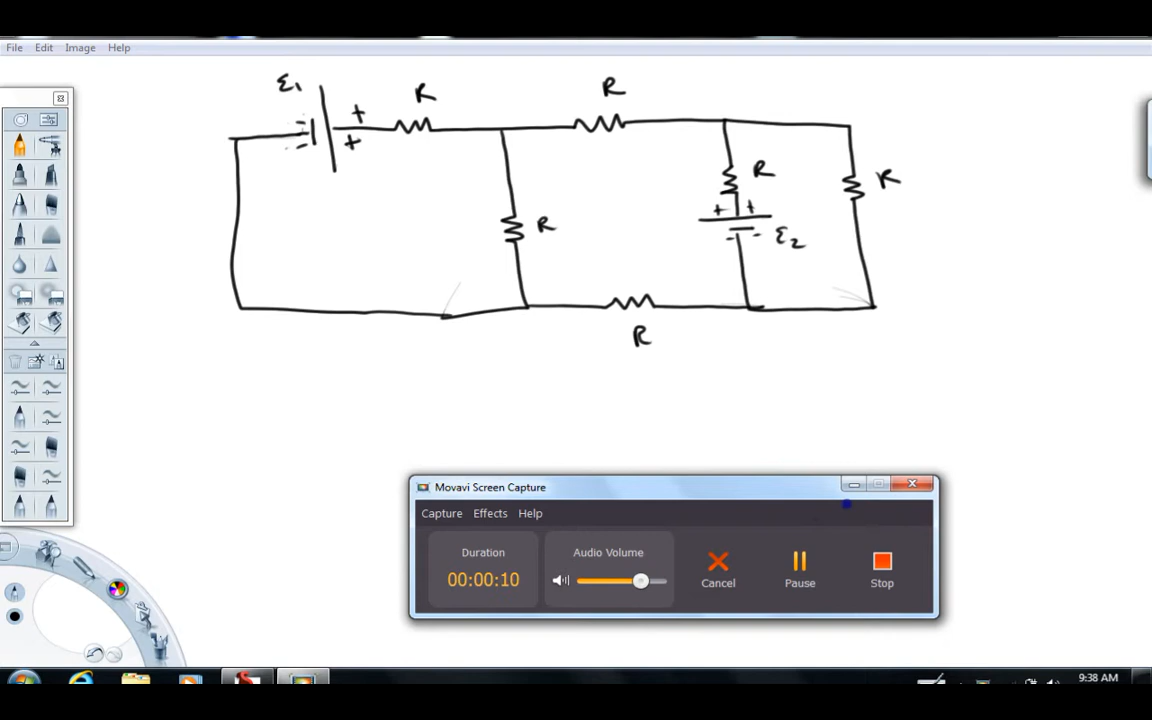 File Edit Image Help
ε₁
R
R
+
+
R
R
+ +
R
ε₂
R
Movavi Screen Capture
Capture Effects Help
Duration
Audio Volume
00:00:10
Cancel
Pause
Stop
9:38 AM